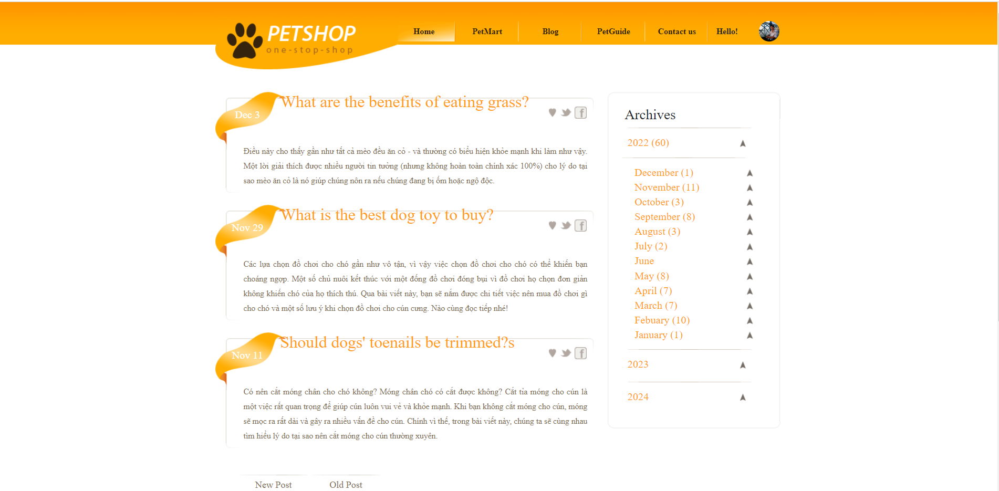 PETSHOP
one-stop-shop
Home
PetMart
Blog
PetGuide
Contact us
Hello!
What are the benefits of eating grass?
Dec 3
Điều này cho thấy gần như tất cả mèo đều ăn cỏ - và thường có biểu hiện khỏe mạnh khi làm như vậy.
Một lời giải thích được nhiều người tin tưởng (nhưng không hoàn toàn chính xác 100%) cho lý do tại
sao mèo ăn cỏ là nó giúp chúng nôn ra nếu chúng đang bị ốm hoặc ngộ độc.
What is the best dog toy to buy?
Nov 29
Các lựa chọn đồ chơi cho chó gần như vô tận, vì vậy việc chọn đồ chơi cho chó có thể khiến bạn
choáng ngợp. Một số chủ nuôi kết thúc với một đống đồ chơi đóng bụi vì đồ chơi họ chọn đơn giản
không khiến chó của họ thích thú. Qua bài viết này, bạn sẽ nắm được chi tiết việc nên mua đồ chơi gì
cho chó và một số lưu ý khi chọn đồ chơi cho cún cưng. Nào cùng đọc tiếp nhé!
Should dogs' toenails be trimmed?s
Nov 11
Có nên cắt móng chân cho chó không? Móng chân chó có cắt được không? Cắt tỉa móng cho cún là
một việc rất quan trọng để giúp cún luôn vui vẻ và khỏe mạnh. Khi bạn không cắt móng cho cún, móng
sẽ mọc ra rất dài và gây ra nhiều vấn đề cho cún. Chính vì thế, trong bài viết này, chúng ta sẽ cùng nhau
tìm hiểu lý do tại sao nên cắt móng cho cún thường xuyên.
New Post
Old Post
Archives
2022 (60)
December (1)
November (11)
October (3)
September (8)
August (3)
July (2)
June
May (8)
April (7)
March (7)
Febuary (10)
January (1)
2023
2024